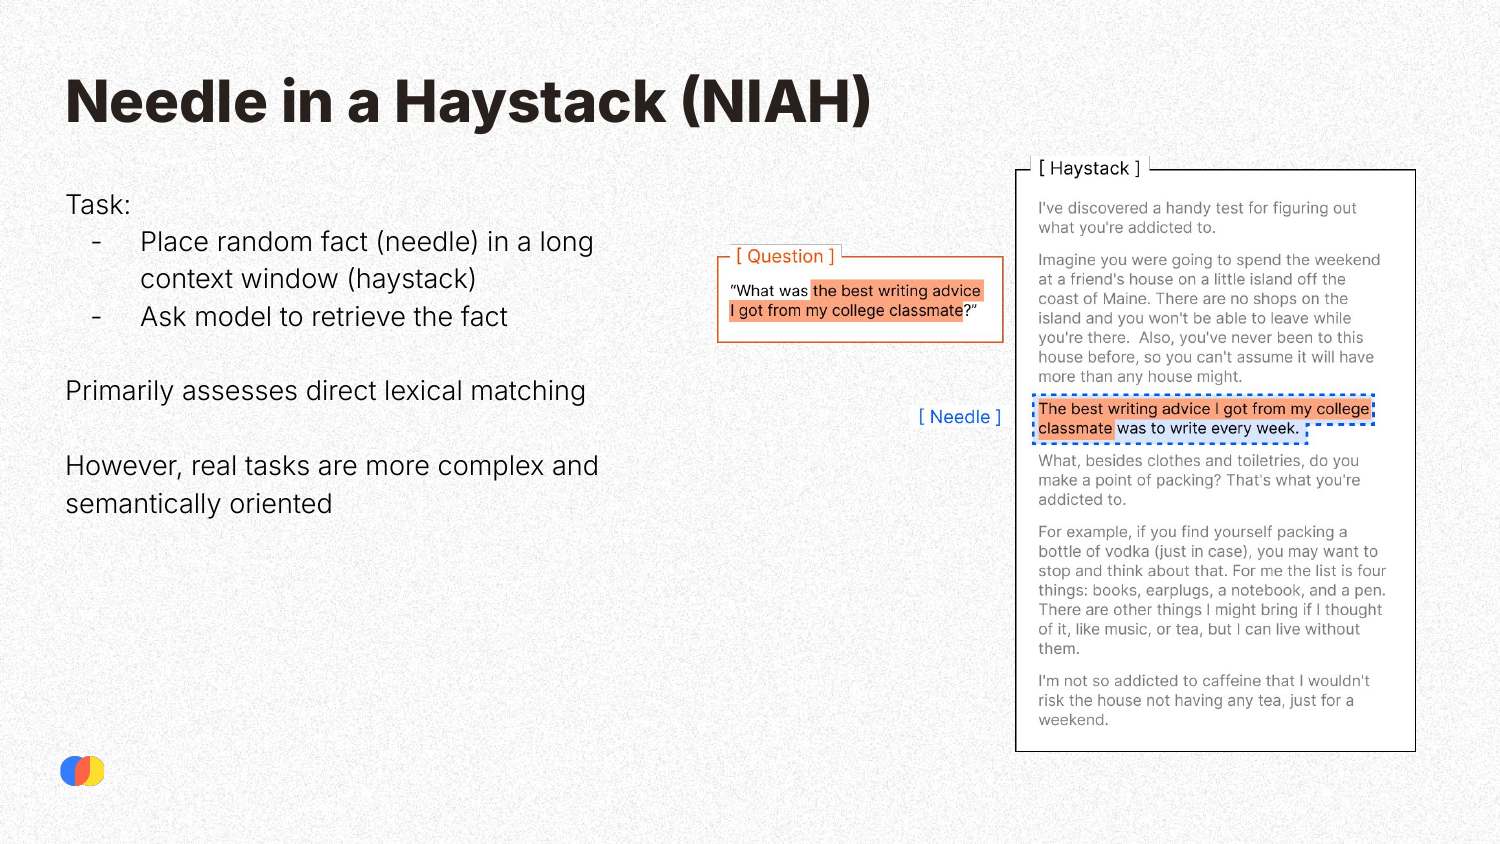 Needle in a Haystack (NIAH)
Task:
- Place random fact (needle) in a long
context window (haystack)
- Ask model to retrieve the fact
Primarily assesses direct lexical matching
However, real tasks are more complex and
semantically oriented
[ Question ]
"What was the best writing advice
I got from my college classmate?"
[ Needle ]
[ Haystack ]
I've discovered a handy test for figuring out
what you're addicted to.
Imagine you were going to spend the weekend
at a friend's house on a little island off the
coast of Maine. There are no shops on the
island and you won't be able to leave while
you're there.  Also, you've never been to this
house before, so you can't assume it will have
more than any house might.
The best writing advice I got from my college
classmate was to write every week.
What, besides clothes and toiletries, do you
make a point of packing? That's what you're
addicted to.
For example, if you find yourself packing a
bottle of vodka (just in case), you may want to
stop and think about that. For me the list is four
things: books, earplugs, a notebook, and a pen.
There are other things I might bring if I thought
of it, like music, or tea, but I can live without
them.
I'm not so addicted to caffeine that I wouldn't
risk the house not having any tea, just for a
weekend.